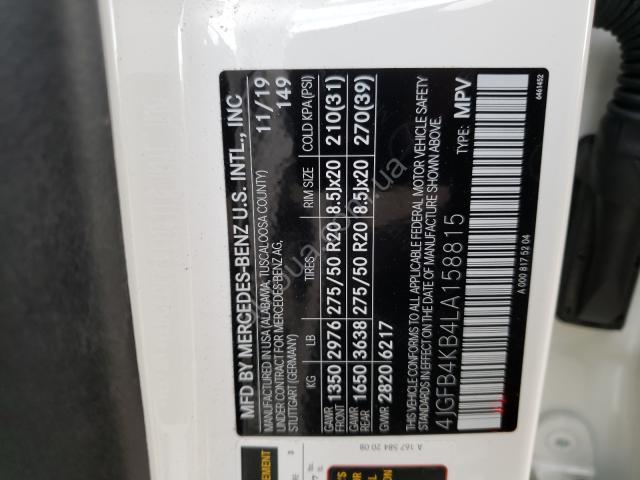 MFD BY MERCEDES-BENZ U.S. INTL., INC
MANUFACTURED IN USA (ALABAMA, TUSCALOOSA COUNTY) 11/19
UNDER CONTRACT FOR MERCEDES-BENZ AG, 149
STUTGART (GERMANY)
KG LB TIRES RIM SIZE COLD KPA(PSI)
GAWR FRONT 1350 2976 275/50 R20 8.5Jx20 210(31)
GAWR REAR 1650 3638 275/50 R20 8.5Jx20 270(39)
GVWR 2820 6217
THIS VEHICLE CONFORMS TO ALL APPLICABLE FEDERAL MOTOR VEHICLE SAFETY
STANDARDS IN EFFECT ON THE DATE OF MANUFACTURE SHOWN ABOVE.
4JGFB4KB4LA158815 TYPE: MPV
A 000 817 52 04
6461452
A 167 584 20 08